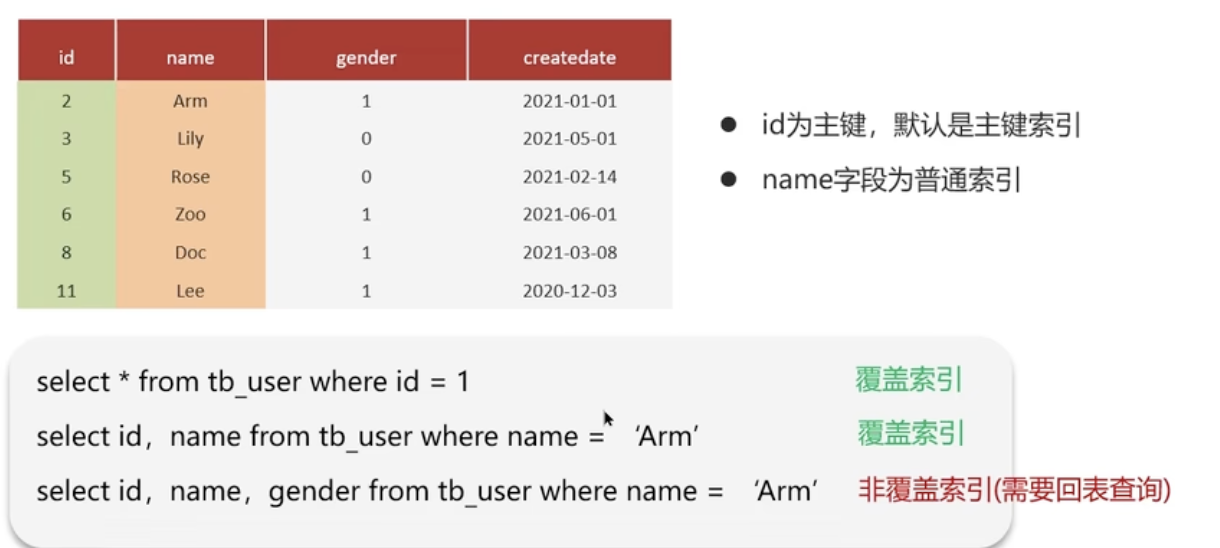 id name gender createdate
2 Arm 1 2021-01-01
3 Lily 0 2021-05-01
5 Rose 0 2021-02-14
6 Zoo 1 2021-06-01
8 Doc 1 2021-03-08
11 Lee 1 2020-12-03
● id为主键，默认是主键索引
● name字段为普通索引
select * from tb_user where id = 1 覆盖索引
select id，name from tb_user where name = ‘Arm’ 覆盖索引
select id，name，gender from tb_user where name = ‘Arm’ 非覆盖索引(需要回表查询)